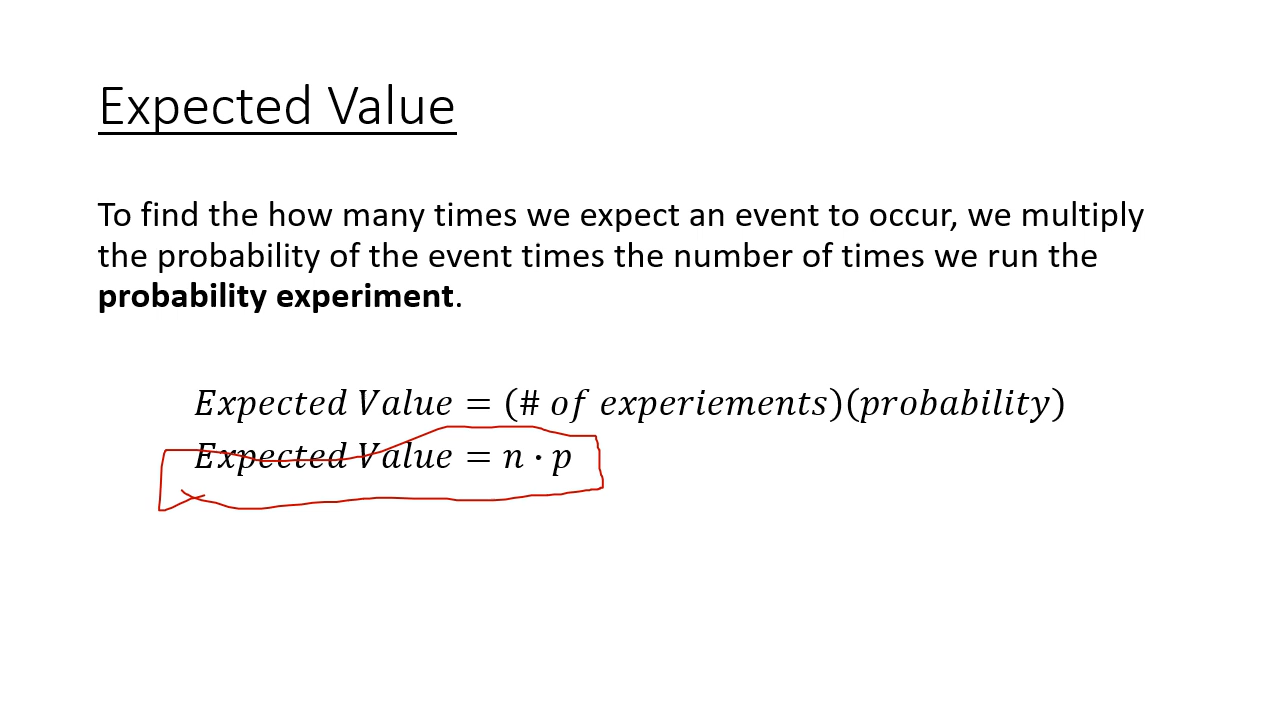 Expected Value
To find the how many times we expect an event to occur, we multiply
the probability of the event times the number of times we run the
probability experiment.
Expected Value = (# of experiements)(probability)
Expected Value = n · p